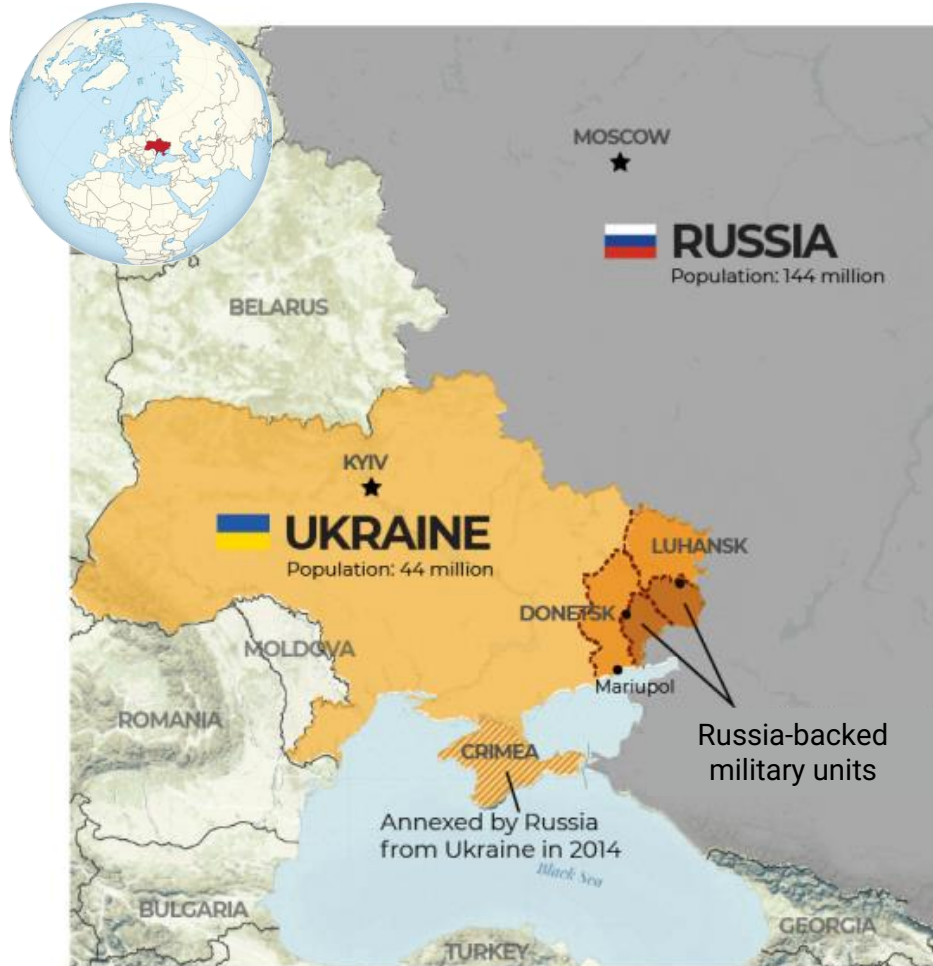 MOSCOW
RUSSIA
Population: 144 million
BELARUS
KYIV
UKRAINE
Population: 44 million
LUHANSK
DONETSK
MOLDOVA
Mariupol
ROMANIA
Russia-backed
military units
CRIMEA
Annexed by Russia
from Ukraine in 2014
Black Sea
BULGARIA
GEORGIA
TURKEY